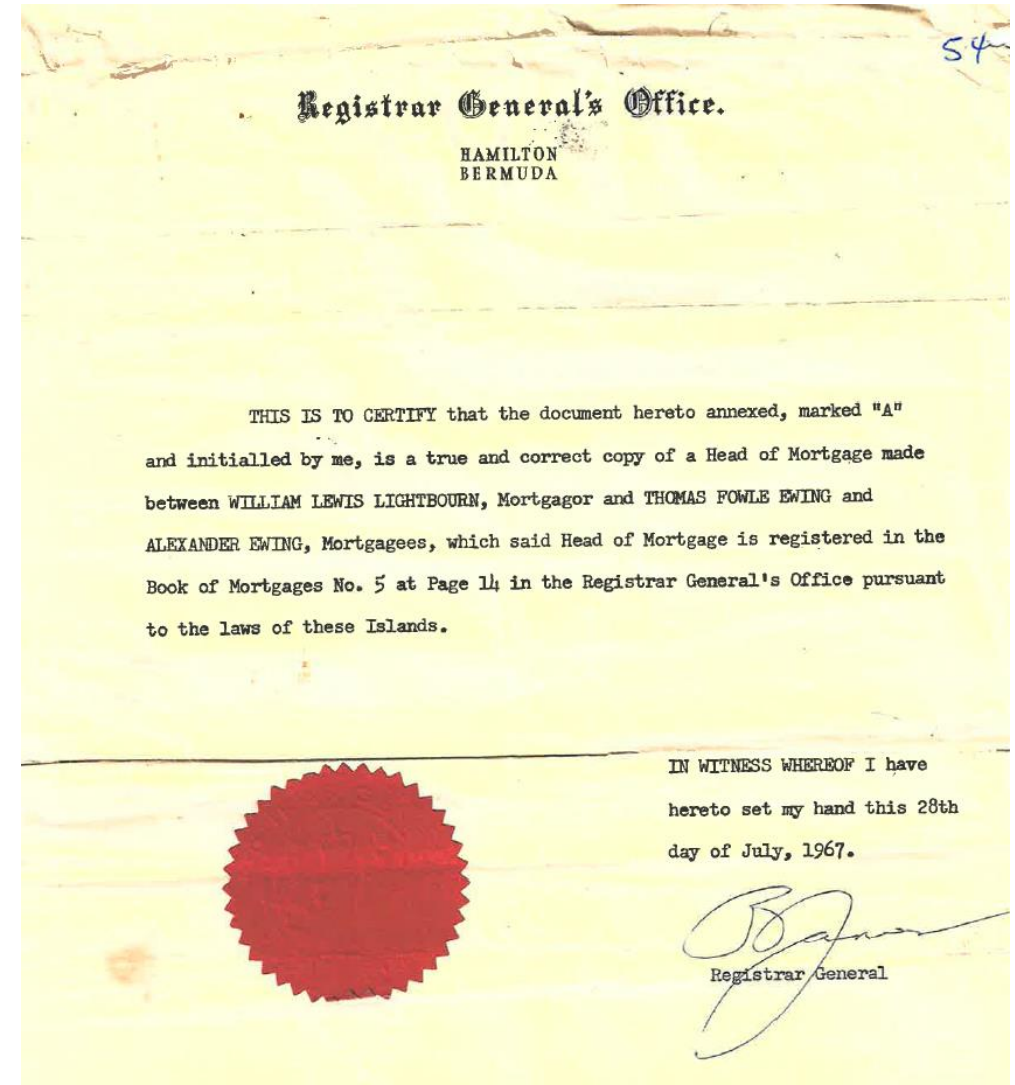 54
Registrar General's Office.
HAMILTON
BERMUDA
THIS IS TO CERTIFY that the document hereto annexed, marked "A"
and initialled by me, is a true and correct copy of a Head of Mortgage made
between WILLIAM LEWIS LIGHTBOURN, Mortgagor and THOMAS FOWLE EWING and
ALEXANDER EWING, Mortgagees, which said Head of Mortgage is registered in the
Book of Mortgages No. 5 at Page 14 in the Registrar General's Office pursuant
to the laws of these Islands.
IN WITNESS WHEREOF I have
hereto set my hand this 28th
day of July, 1967.
Registrar General